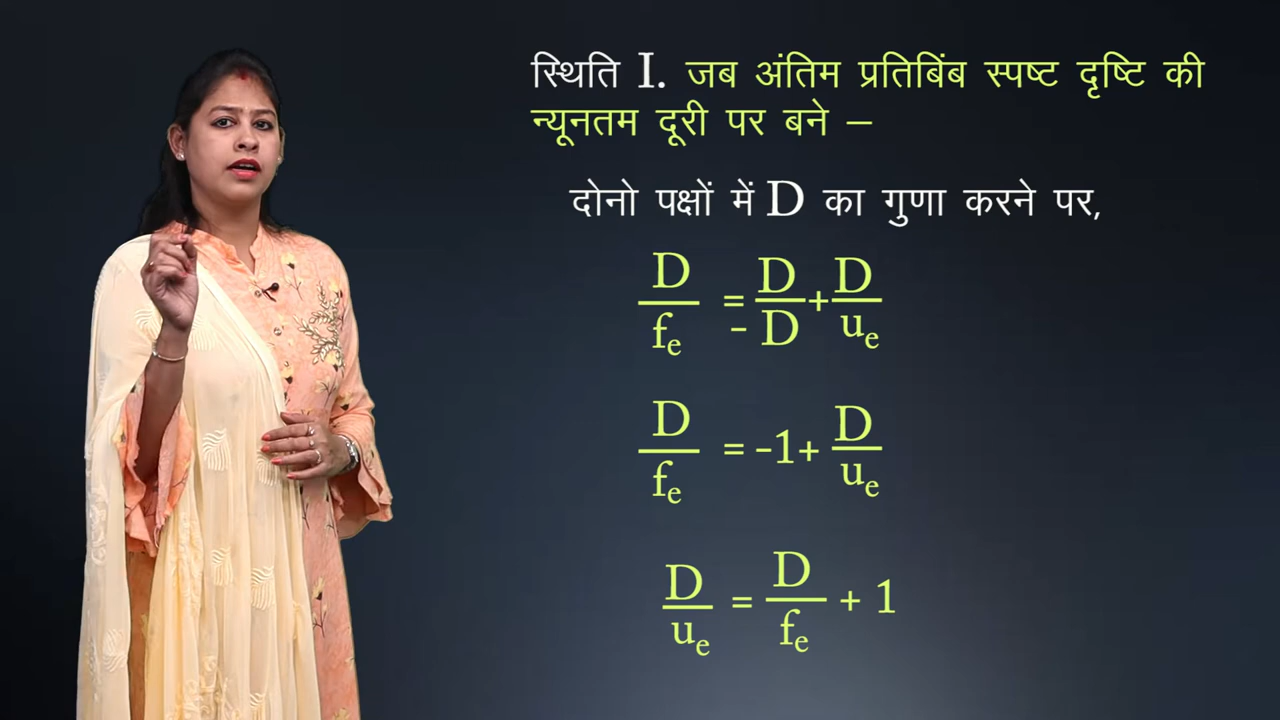 स्थिति I. जब अंतिम प्रतिबिंब स्पष्ट दृष्टि की
न्यूनतम दूरी पर बने –
दोनो पक्षों में D का गुणा करने पर,
D/fₑ = D/-D + D/uₑ
D/fₑ = -1 + D/uₑ
D/uₑ = D/fₑ + 1